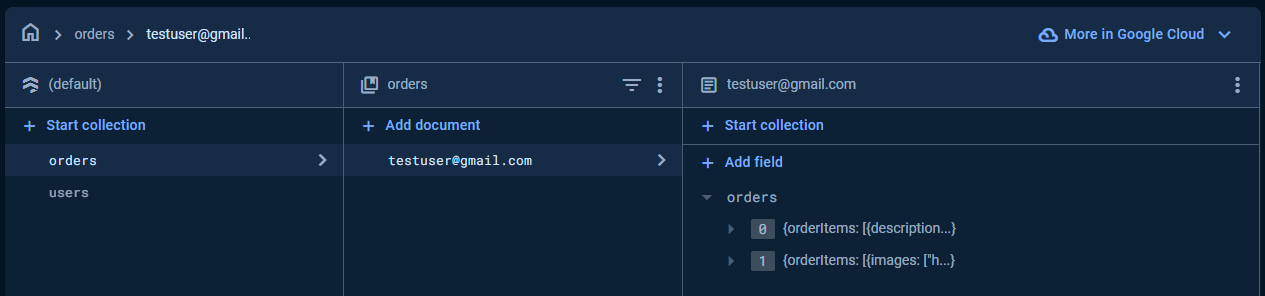 orders testuser@gmail.. More in Google Cloud
(default) orders testuser@gmail.com
+ Start collection + Add document + Start collection
orders testuser@gmail.com + Add field
users
orders
0 {orderItems: [{description...}
1 {orderItems: [{images: ["h...}